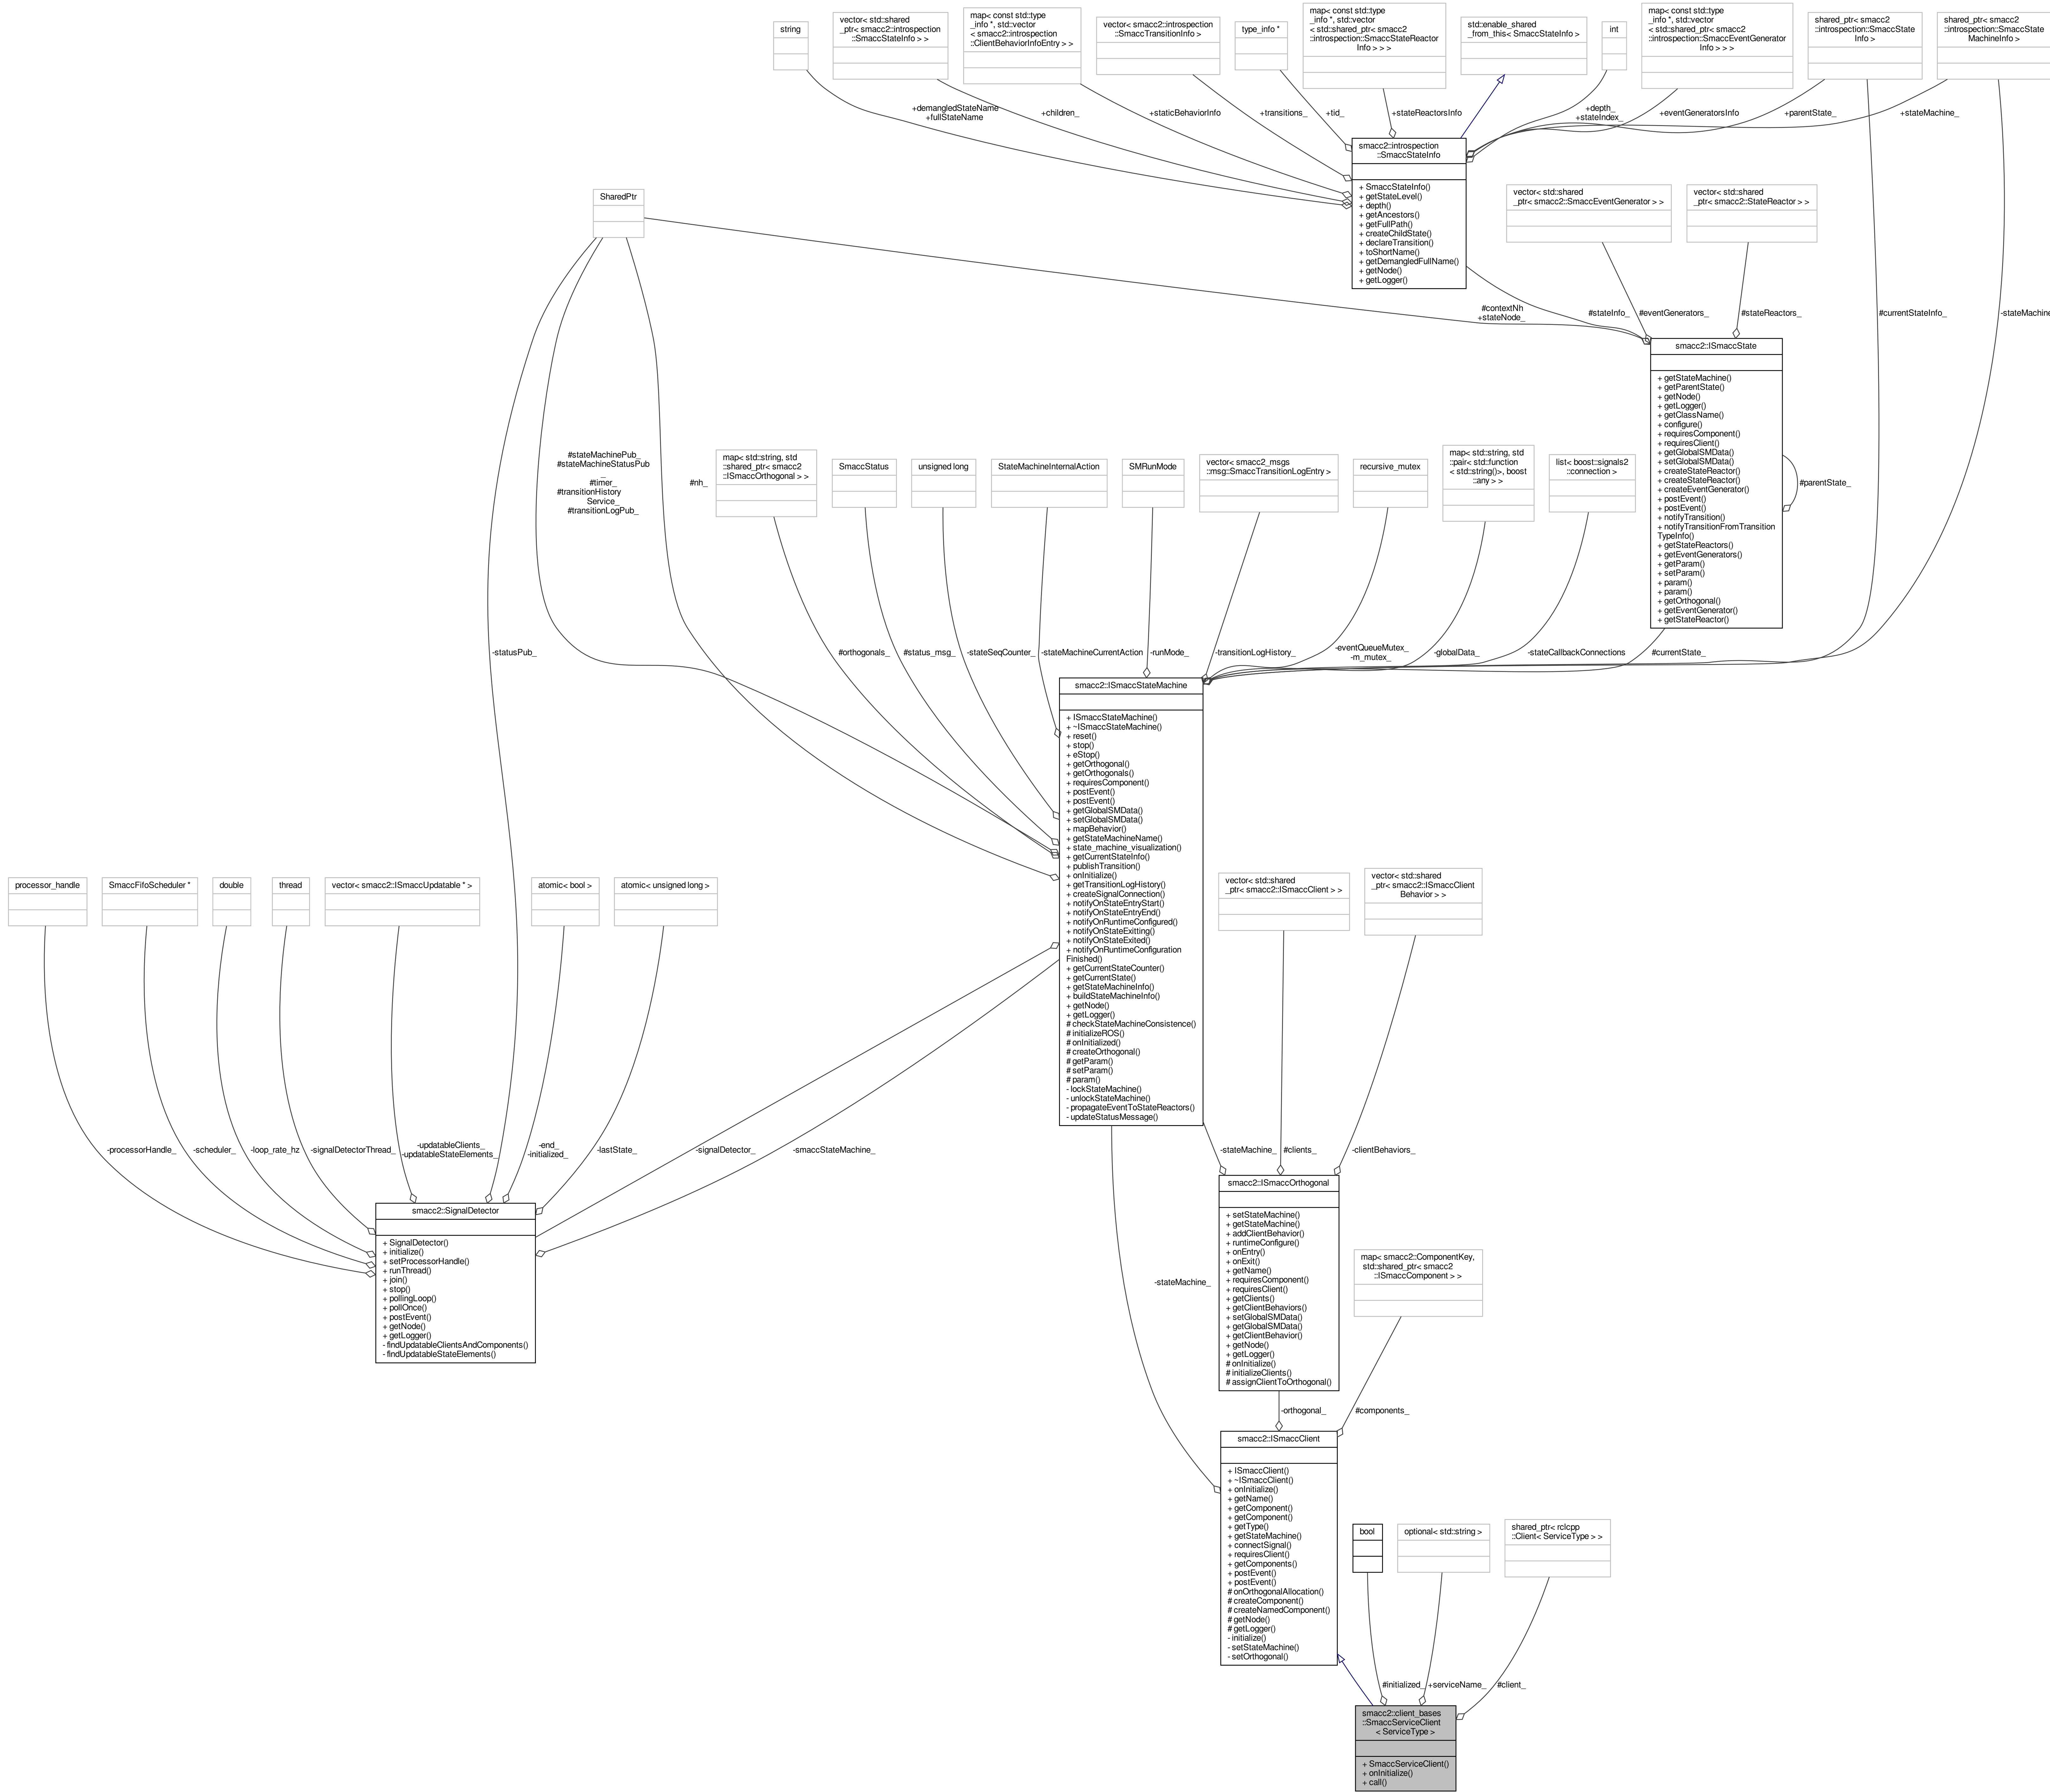 string
vector< std::shared
_ptr< smacc2::introspection
::SmaccStateInfo > >
map< const std::type
_info *, std::vector
< smacc2::introspection
::ClientBehaviorInfoEntry > >
vector< smacc2::introspection
::SmaccTransitionInfo >
type_info *
map< const std::type
_info *, std::vector
< std::shared_ptr< smacc2
::introspection::SmaccStateReactor
Info > > >
std::enable_shared
_from_this< SmaccStateInfo >
int
map< const std::type
_info *, std::vector
< std::shared_ptr< smacc2
::introspection::SmaccEventGenerator
Info > > >
shared_ptr< smacc2
::introspection::SmaccState
Info >
shared_ptr< smacc2
::introspection::SmaccState
MachineInfo >
+demangledStateName
+fullStateName
+children_
+staticBehaviorInfo
+transitions_
+tid_
+stateReactorsInfo
+depth_
+stateIndex_
+eventGeneratorsInfo
+parentState_
+stateMachine_
smacc2::introspection
::SmaccStateInfo
+ SmaccStateInfo()
+ getStateLevel()
+ depth()
+ getAncestors()
+ getFullPath()
+ createChildState()
+ declareTransition()
+ toShortName()
+ getDemangledFullName()
+ getNode()
+ getLogger()
SharedPtr
vector< std::shared
_ptr< smacc2::SmaccEventGenerator > >
vector< std::shared
_ptr< smacc2::StateReactor > >
#contextNh
+stateNode_
#stateInfo_
#eventGenerators_
#stateReactors_
#currentStateInfo_
-stateMachine
smacc2::ISmaccState
+ getStateMachine()
+ getParentState()
+ getNode()
+ getLogger()
+ getClassName()
+ configure()
+ requiresComponent()
+ requiresClient()
+ getGlobalSMData()
+ setGlobalSMData()
+ createStateReactor()
+ createStateReactor()
+ createEventGenerator()
+ postEvent()
+ postEvent()
+ notifyTransition()
+ notifyTransitionFromTransition
TypeInfo()
+ getStateReactors()
+ getEventGenerators()
+ getParam()
+ setParam()
+ param()
+ param()
+ getOrthogonal()
+ getEventGenerator()
+ getStateReactor()
#parentState_
#stateMachinePub_
#stateMachineStatusPub
_
#timer_
#transitionHistory
Service_
#transitionLogPub_
#nh_
map< std::string, std
::shared_ptr< smacc2
::ISmaccOrthogonal > >
SmaccStatus
unsigned long
StateMachineInternalAction
SMRunMode
vector< smacc2_msgs
::msg::SmaccTransitionLogEntry >
recursive_mutex
map< std::string, std
::pair< std::function
< std::string()>, boost
::any > >
list< boost::signals2
::connection >
-statusPub_
#orthogonals_
#status_msg_
-stateSeqCounter_
-stateMachineCurrentAction
-runMode_
-transitionLogHistory_
-eventQueueMutex_
-m_mutex_
-globalData_
-stateCallbackConnections
#currentState_
smacc2::ISmaccStateMachine
+ ISmaccStateMachine()
+ ~ISmaccStateMachine()
+ reset()
+ stop()
+ eStop()
+ getOrthogonal()
+ getOrthogonals()
+ requiresComponent()
+ postEvent()
+ postEvent()
+ getGlobalSMData()
+ setGlobalSMData()
+ mapBehavior()
+ getStateMachineName()
+ state_machine_visualization()
+ getCurrentStateInfo()
+ publishTransition()
+ onInitialize()
+ getTransitionLogHistory()
+ createSignalConnection()
+ notifyOnStateEntryStart()
+ notifyOnStateEntryEnd()
+ notifyOnRuntimeConfigured()
+ notifyOnStateExitting()
+ notifyOnStateExited()
+ notifyOnRuntimeConfiguration
Finished()
+ getCurrentStateCounter()
+ getCurrentState()
+ getStateMachineInfo()
+ buildStateMachineInfo()
+ getNode()
+ getLogger()
# checkStateMachineConsistence()
# initializeROS()
# onInitialized()
# createOrthogonal()
# getParam()
# setParam()
# param()
- lockStateMachine()
- unlockStateMachine()
- propagateEventToStateReactors()
- updateStatusMessage()
processor_handle
SmaccFifoScheduler *
double
thread
vector< smacc2::ISmaccUpdatable * >
atomic< bool >
atomic< unsigned long >
vector< std::shared
_ptr< smacc2::ISmaccClient > >
vector< std::shared
_ptr< smacc2::ISmaccClient
Behavior > >
-processorHandle_
-scheduler_
-loop_rate_hz
-signalDetectorThread_
-updatableClients_
-updatableStateElements_
-end_
-initialized_
-lastState_
-signalDetector_
-smaccStateMachine_
-stateMachine_
#clients_
-clientBehaviors_
smacc2::SignalDetector
+ SignalDetector()
+ initialize()
+ setProcessorHandle()
+ runThread()
+ join()
+ stop()
+ pollingLoop()
+ pollOnce()
+ postEvent()
+ getNode()
+ getLogger()
- findUpdatableClientsAndComponents()
- findUpdatableStateElements()
smacc2::ISmaccOrthogonal
+ setStateMachine()
+ getStateMachine()
+ addClientBehavior()
+ runtimeConfigure()
+ onEntry()
+ onExit()
+ getName()
+ requiresComponent()
+ requiresClient()
+ getClients()
+ getClientBehaviors()
+ setGlobalSMData()
+ getGlobalSMData()
+ getClientBehavior()
+ getNode()
+ getLogger()
# onInitialize()
# initializeClients()
# assignClientToOrthogonal()
map< smacc2::ComponentKey,
std::shared_ptr< smacc2
::ISmaccComponent > >
-stateMachine_
-orthogonal_
#components_
smacc2::ISmaccClient
+ ISmaccClient()
+ ~ISmaccClient()
+ onInitialize()
+ getName()
+ getComponent()
+ getComponent()
+ getType()
+ getStateMachine()
+ connectSignal()
+ requiresClient()
+ getComponents()
+ postEvent()
+ postEvent()
# onOrthogonalAllocation()
# createComponent()
# createNamedComponent()
# getNode()
# getLogger()
- initialize()
- setStateMachine()
- setOrthogonal()
bool
optional< std::string >
shared_ptr< rclcpp
::Client< ServiceType > >
#initialized_
+serviceName_
#client_
smacc2::client_bases
::SmaccServiceClient
< ServiceType >
+ SmaccServiceClient()
+ onInitialize()
+ call()